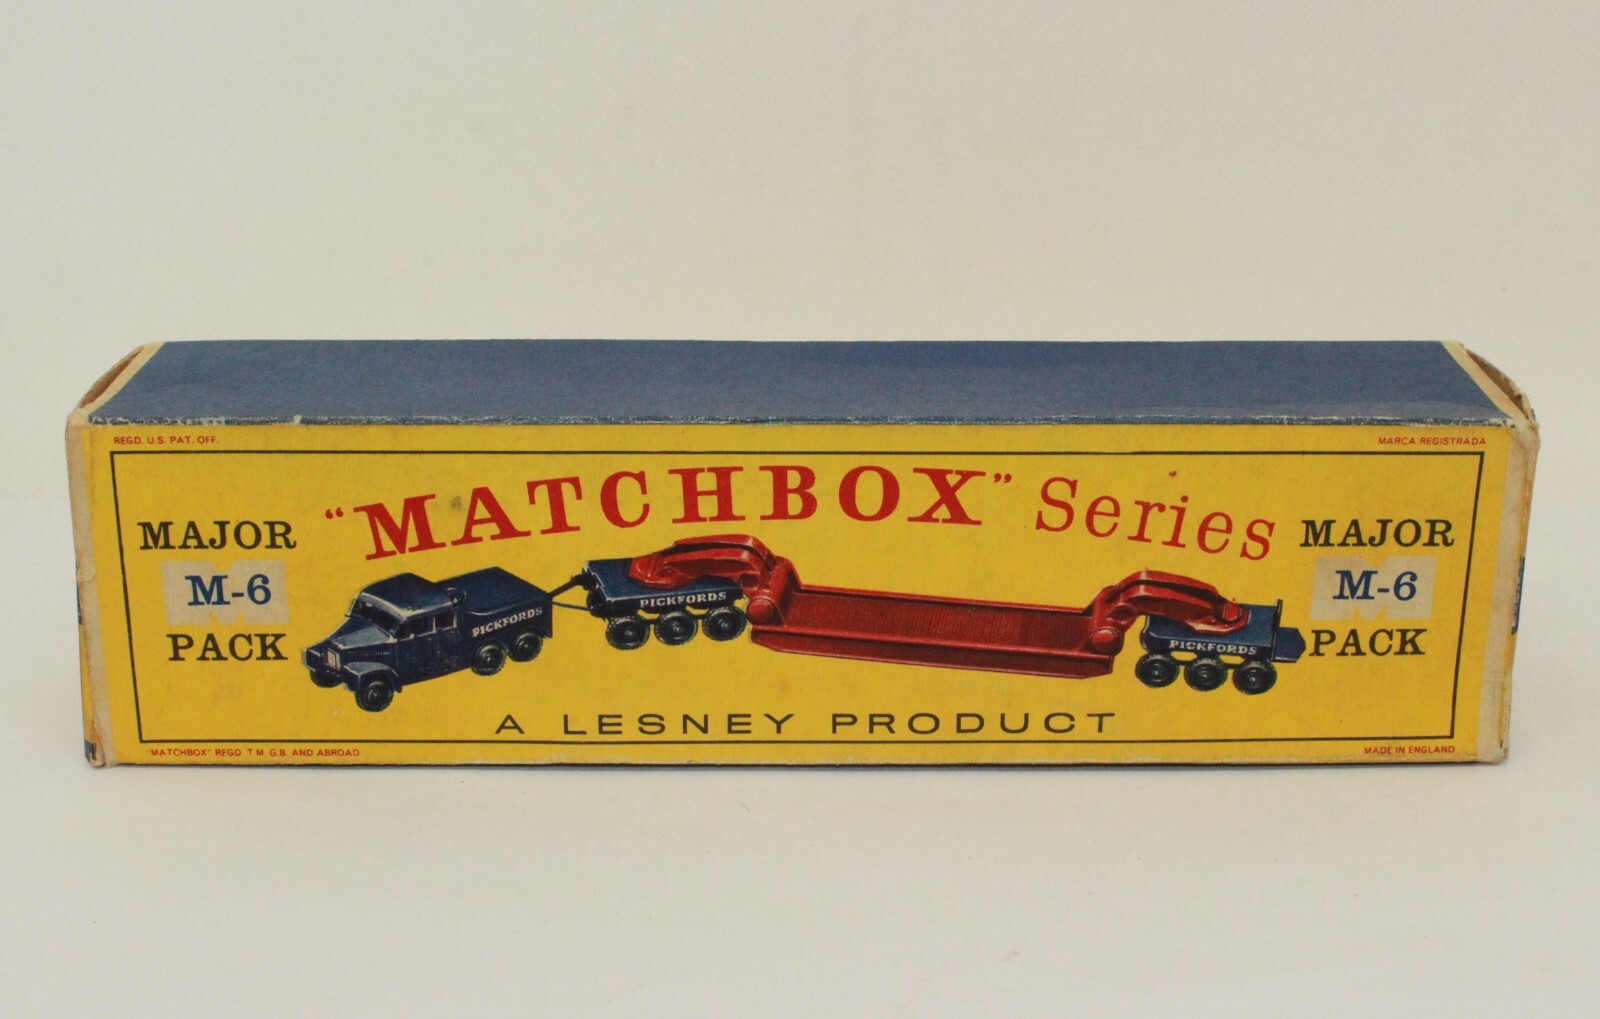 REGD. U.S. PAT. OFF.
MARCA REGISTRADA
"MATCHBOX" Series
MAJOR
M-6
PACK
MAJOR
M-6
PACK
PICKFORDS
PICKFORDS
PICKFORDS
A LESNEY PRODUCT
"MATCHBOX" REGD. T M. G.B. AND ABROAD
MADE IN ENGLAND